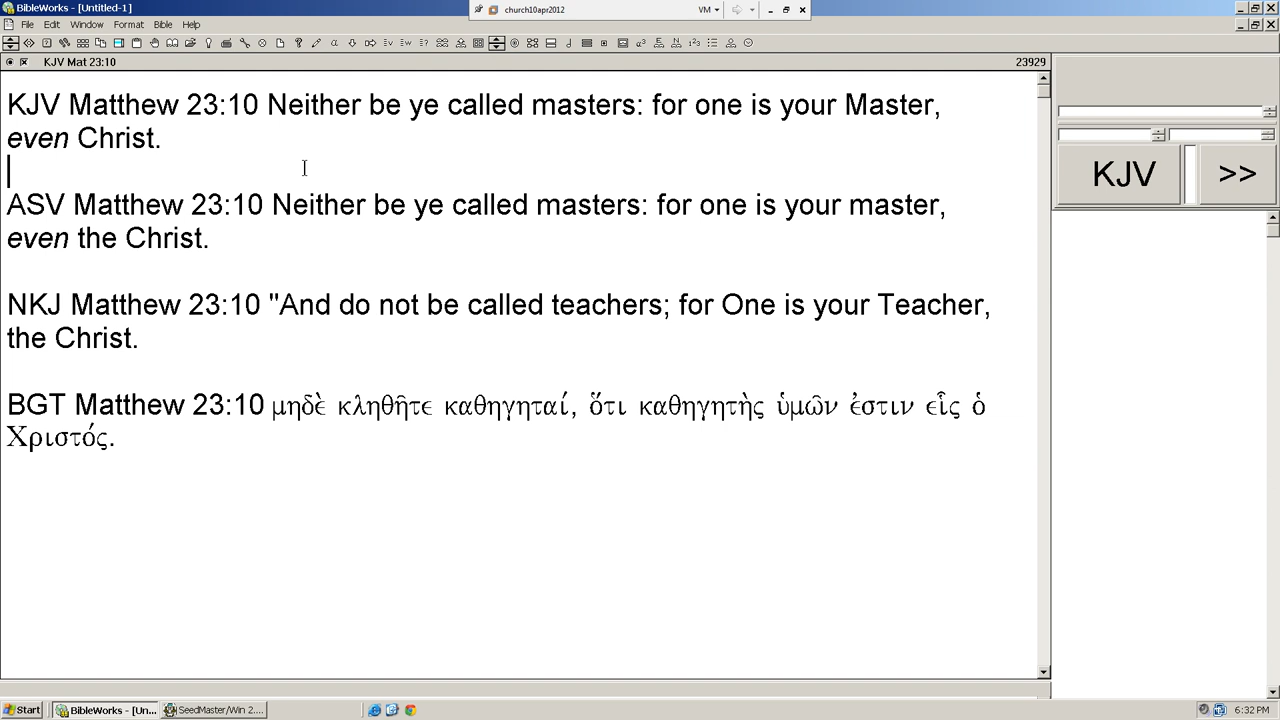 BibleWorks - [Untitled-1]
church10apr2012
VM
File Edit Window Format Bible Help
KJV Mat 23:10 23929
KJV Matthew 23:10 Neither be ye called masters: for one is your Master,
even Christ.
ASV Matthew 23:10 Neither be ye called masters: for one is your master,
even the Christ.
NKJ Matthew 23:10 "And do not be called teachers; for One is your Teacher,
the Christ.
BGT Matthew 23:10 μηδὲ κληθῆτε καθηγηταί, ὅτι καθηγητὴς ὑμῶν ἐστιν εἷς ὁ
Χριστός.
KJV >>
Start BibleWorks - [Un... SeedMaster/Win 2.... 6:32 PM